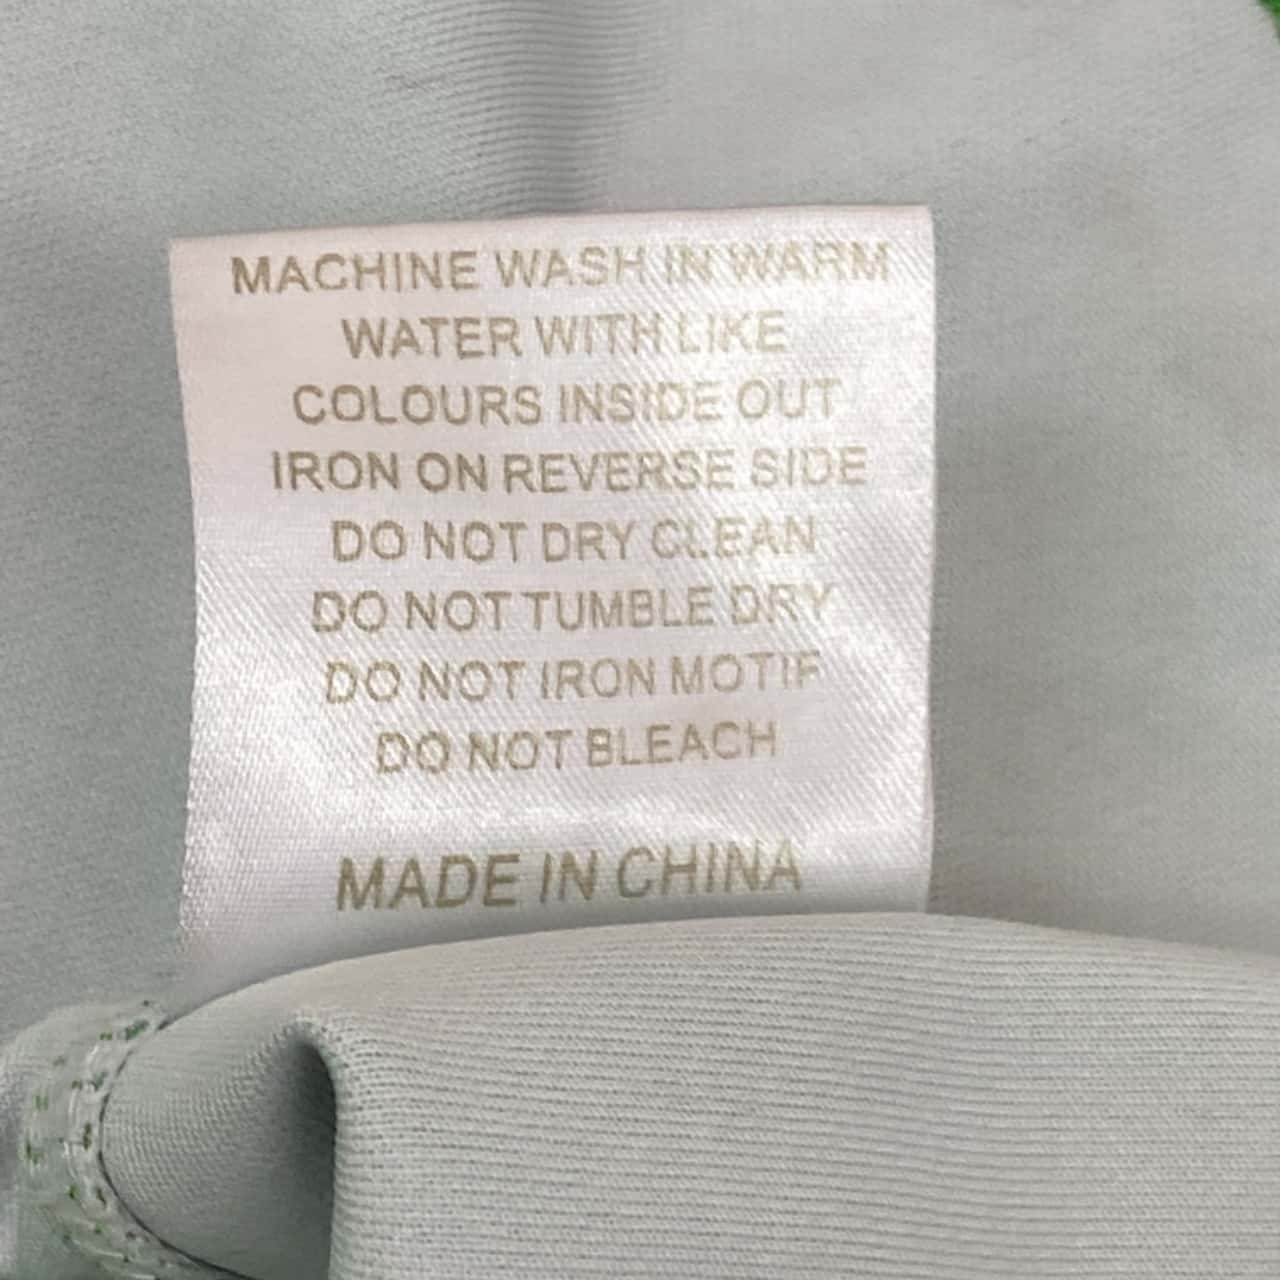 MACHINE WASH IN WARM
WATER WITH LIKE
COLOURS INSIDE OUT
IRON ON REVERSE SIDE
DO NOT DRY CLEAN
DO NOT TUMBLE DRY
DO NOT IRON MOTIF
DO NOT BLEACH
MADE IN CHINA